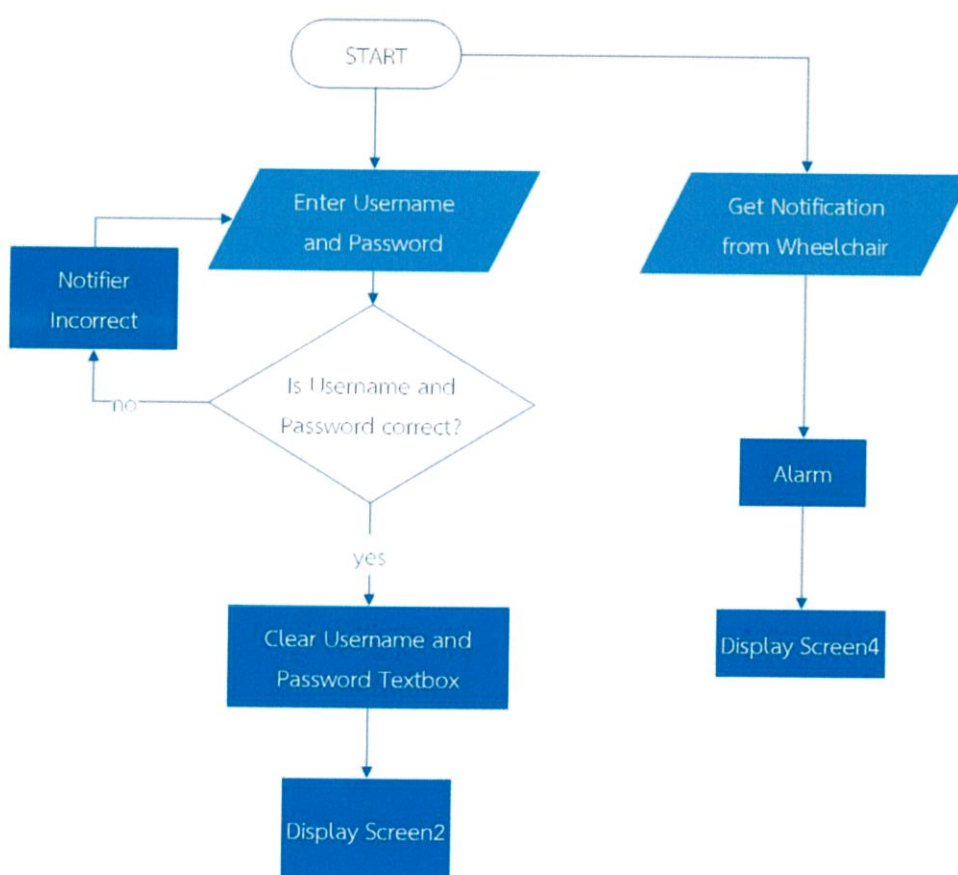 START
Enter Username
and Password
Get Notification
from Wheelchair
Notifier
Incorrect
Is Username and
Password correct?
no
Alarm
yes
Clear Username and
Password Textbox
Display Screen4
Display Screen2